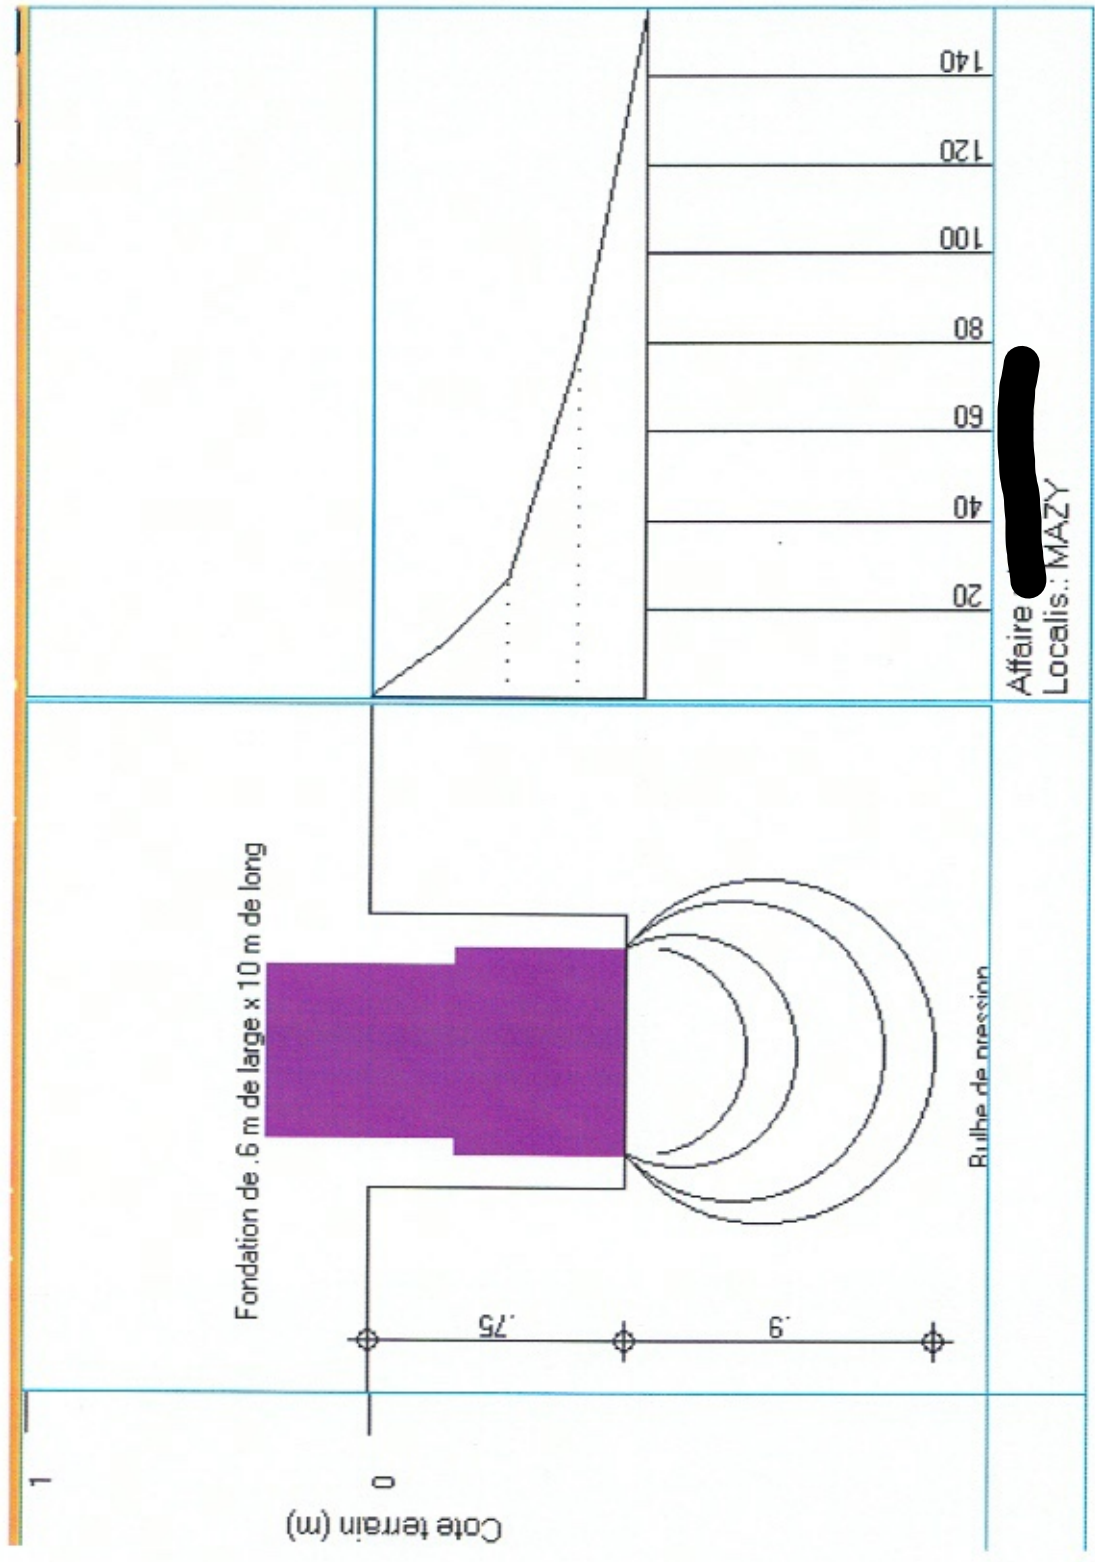 Fondation de .6 m de large x 10 m de long
1
0
Cote terrain (m)
.75
.9
Bulbe de pression
20
40
60
80
100
120
140
Affaire
Localis.: MAZY